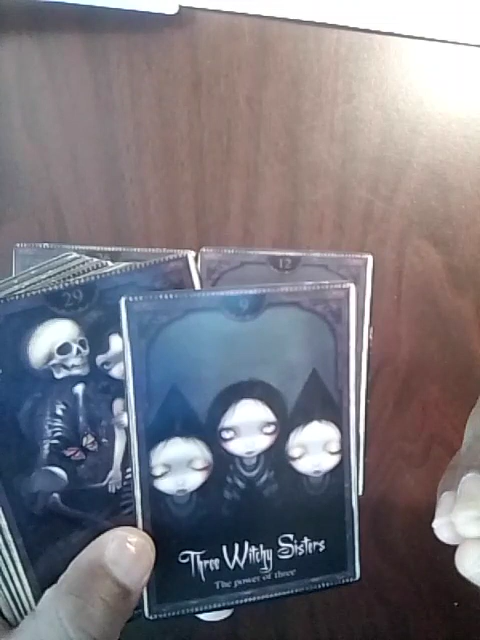 12
29
9
Three Witchy Sisters
The power of three